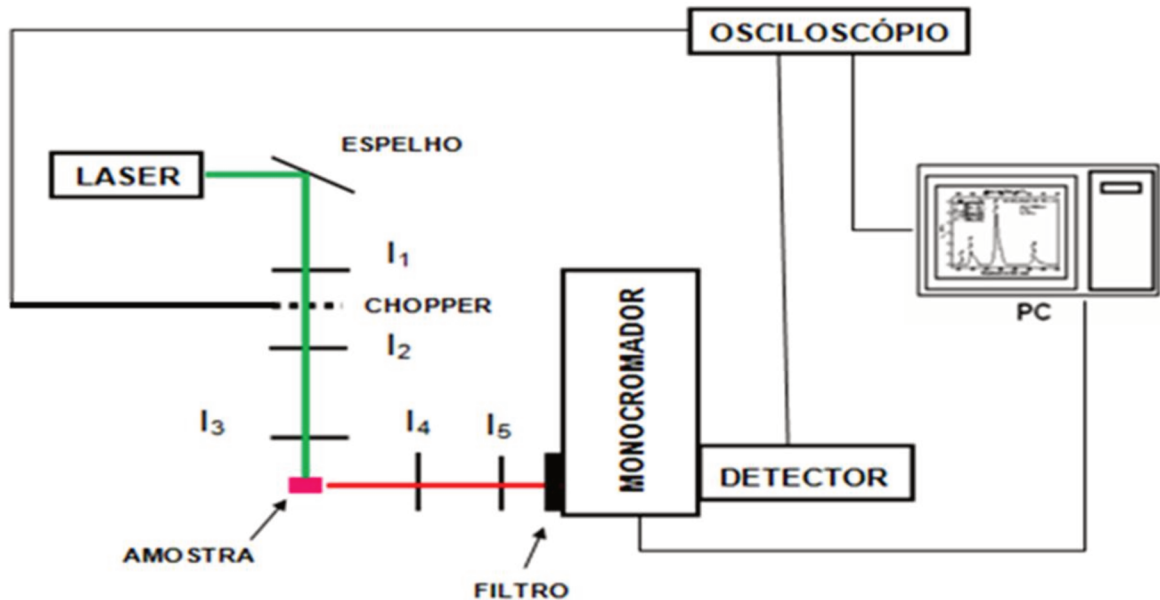 OSCILOSCÓPIO
ESPELHO
LASER
I₁
CHOPPER
I₂
PC
I₃
I₄
I₅
MONOCROMADOR
DETECTOR
AMOSTRA
FILTRO